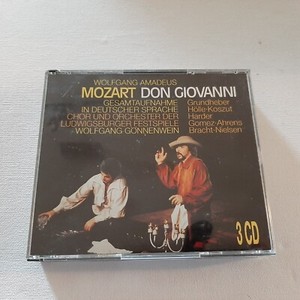 WOLFGANG AMADEUS
MOZART DON GIOVANNI
GESAMTAUFNAHME Grundheber
IN DEUTSCHER SPRACHE Hölle-Koszut
CHOR UND ORCHESTER DER Harder
LUDWIGSBURGER FESTSPIELE Gomez Ahrens
WOLFGANG GÖNNENWEIN Bracht-Nielsen
3 CD